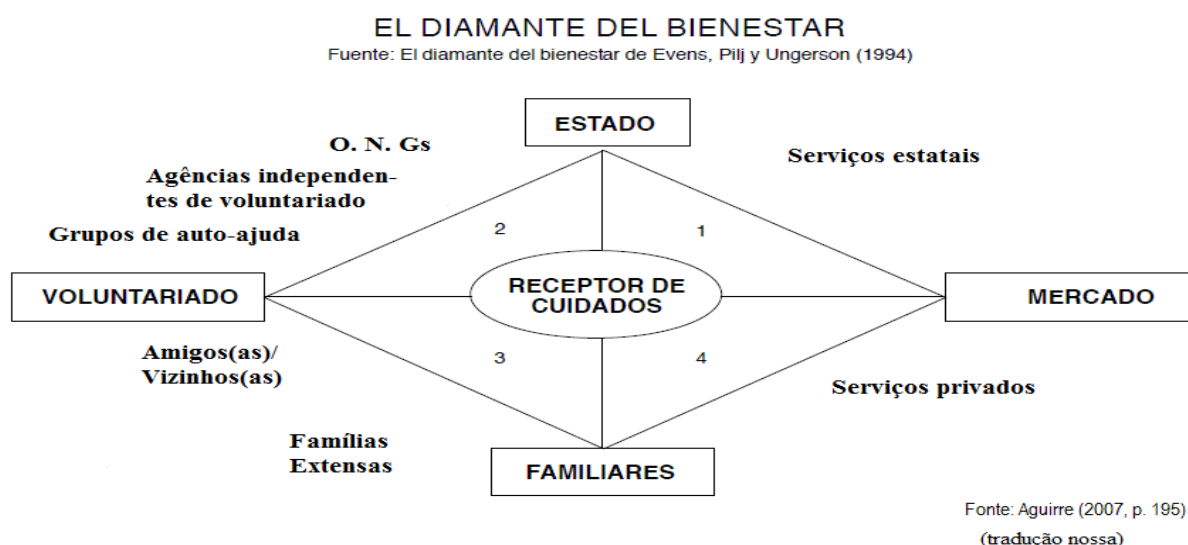 EL DIAMANTE DEL BIENESTAR
Fuente: El diamante del bienestar de Evens, Pilj y Ungerson (1994)
ESTADO
O. N. Gs
Serviços estatais
Agências independen-
tes de voluntariado
Grupos de auto-ajuda
2
1
VOLUNTARIADO
RECEPTOR DE
CUIDADOS
MERCADO
Amigos(as)/
Vizinhos(as)
3
4
Serviços privados
Famílias
Extensas
FAMILIARES
Fonte: Aguirre (2007, p. 195)
(tradução nossa)